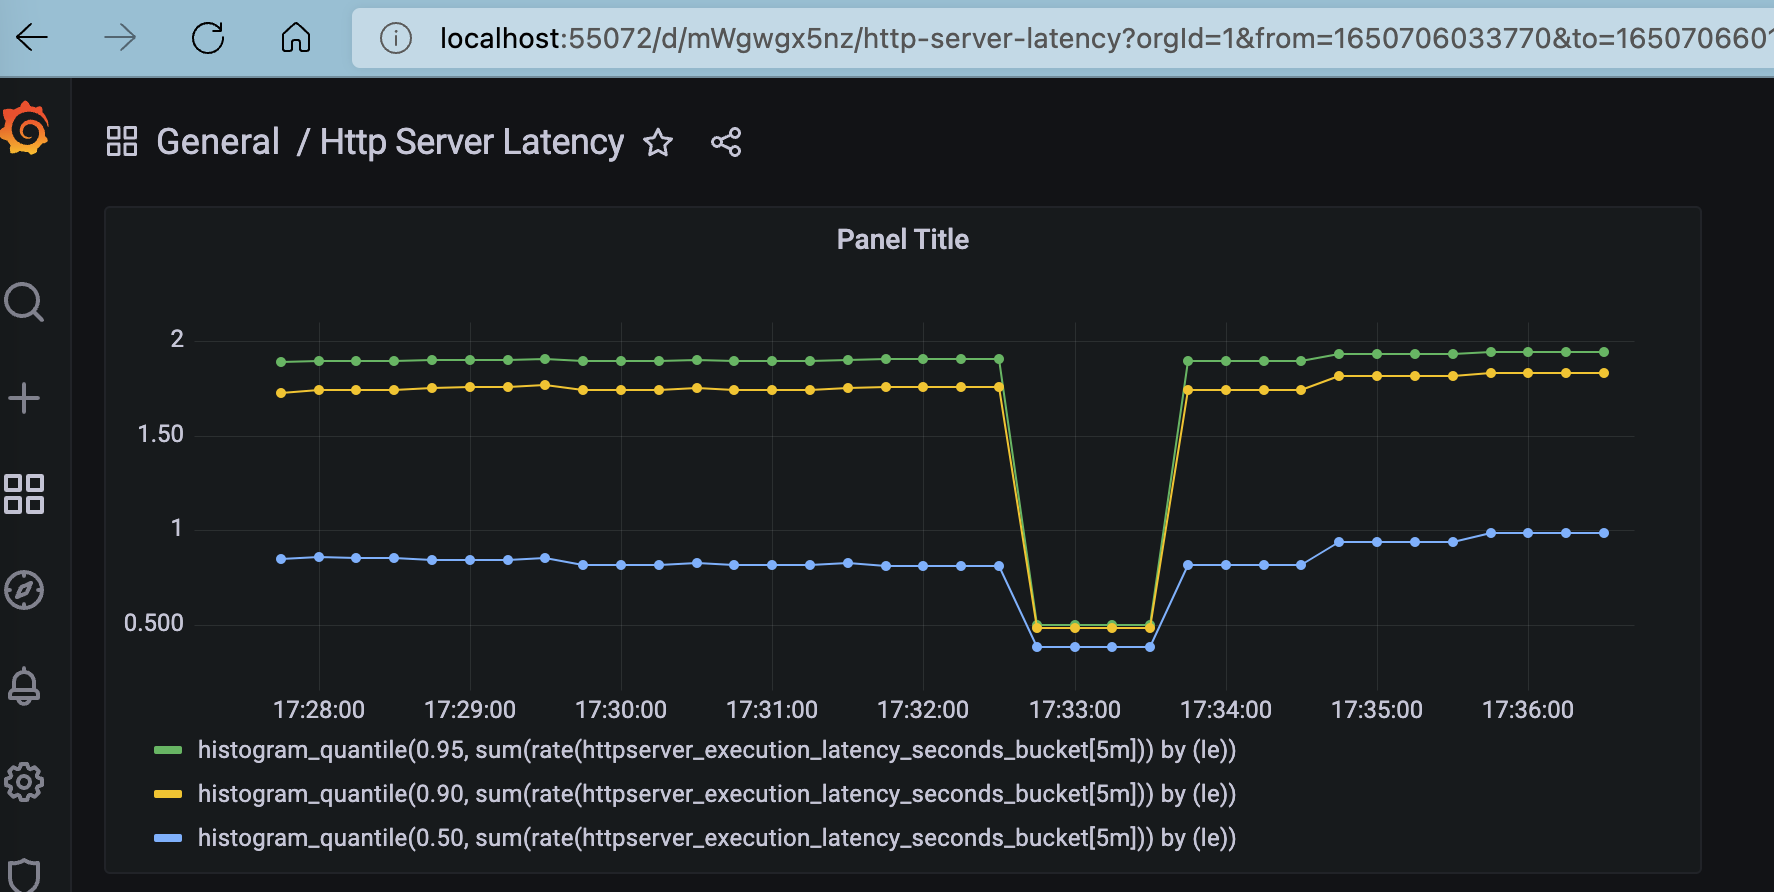 localhost:55072/d/mWgwgx5nz/http-server-latency?orgId=1&from=1650706033770&to=1650706601
General / Http Server Latency
Panel Title
2
1.50
1
0.500
17:28:00 17:29:00 17:30:00 17:31:00 17:32:00 17:33:00 17:34:00 17:35:00 17:36:00
histogram_quantile(0.95, sum(rate(httpserver_execution_latency_seconds_bucket[5m])) by (le))
histogram_quantile(0.90, sum(rate(httpserver_execution_latency_seconds_bucket[5m])) by (le))
histogram_quantile(0.50, sum(rate(httpserver_execution_latency_seconds_bucket[5m])) by (le))